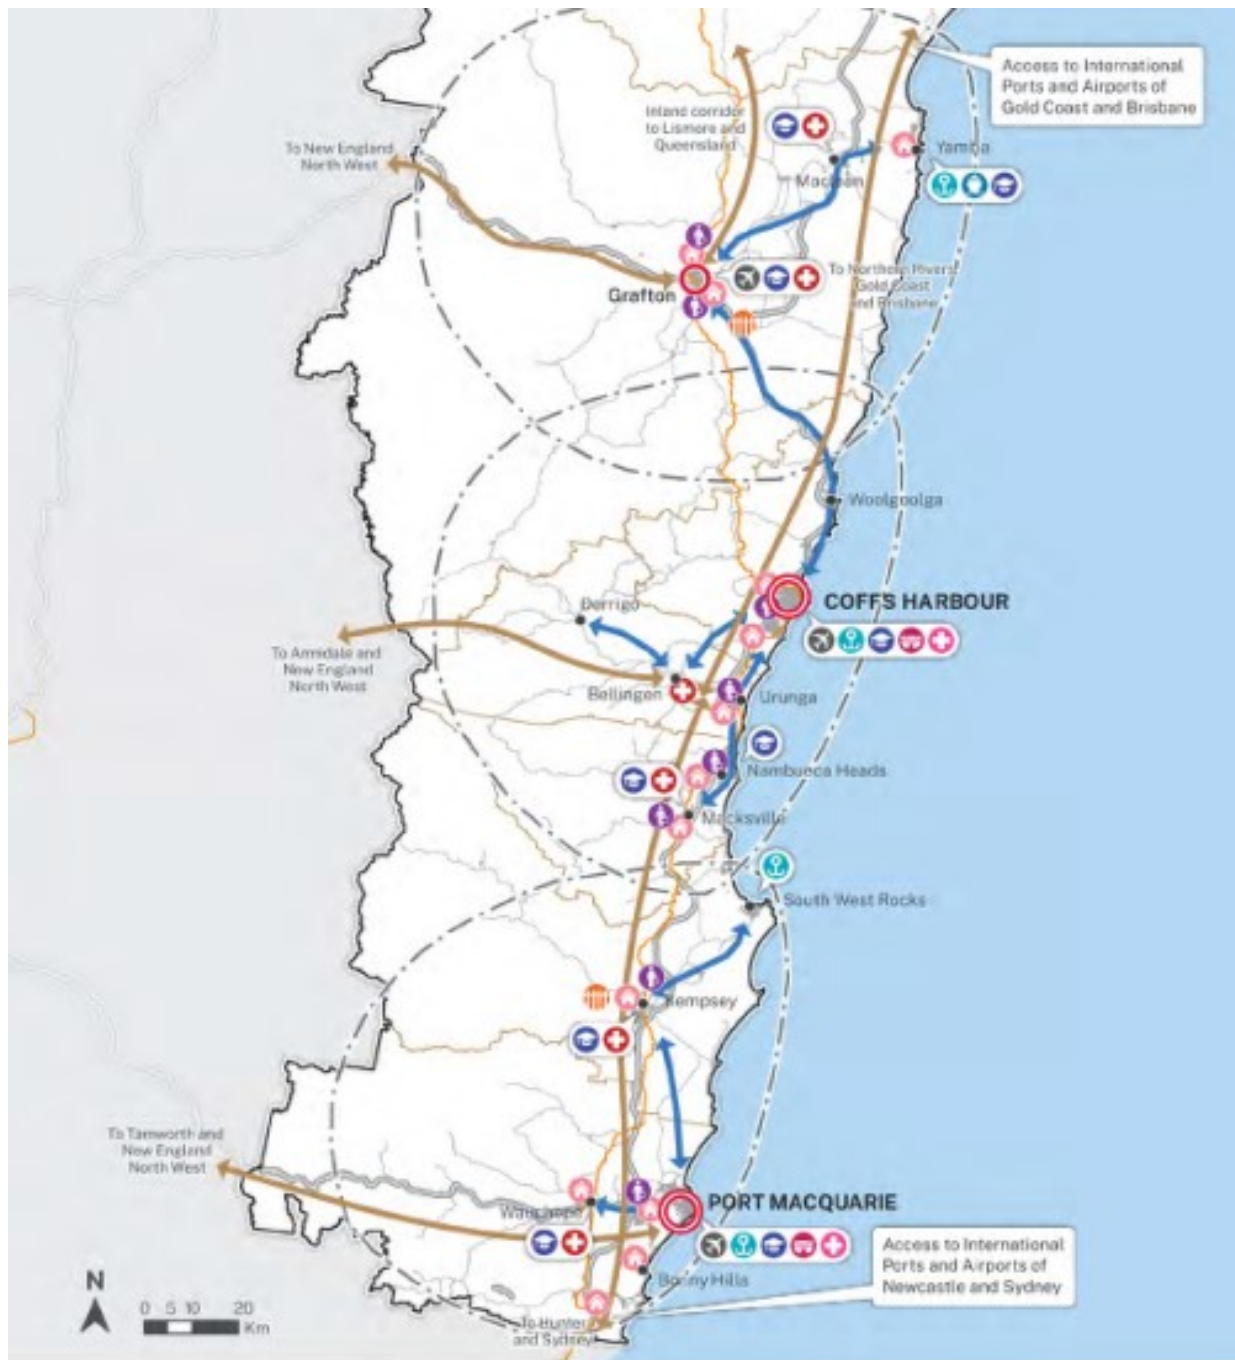 Access to International
Ports and Airports of
Gold Coast and Brisbane
Inland corridor
to Lismore and
Queensland
To New England
North West
Yamba
Maclean
To Northern Rivers
Gold Coast
and Brisbane
Grafton
Woolgoolga
COFFS HARBOUR
Dorrigo
To Armidale and
New England
North West
Bellingen
Urunga
Nambucca Heads
Macksville
South West Rocks
Kempsey
To Tamworth and
New England
North West
PORT MACQUARIE
Wauchope
Access to International
Ports and Airports of
Newcastle and Sydney
Bonny Hills
N
0 5 10 20
Km
To Hunter
and Sydney